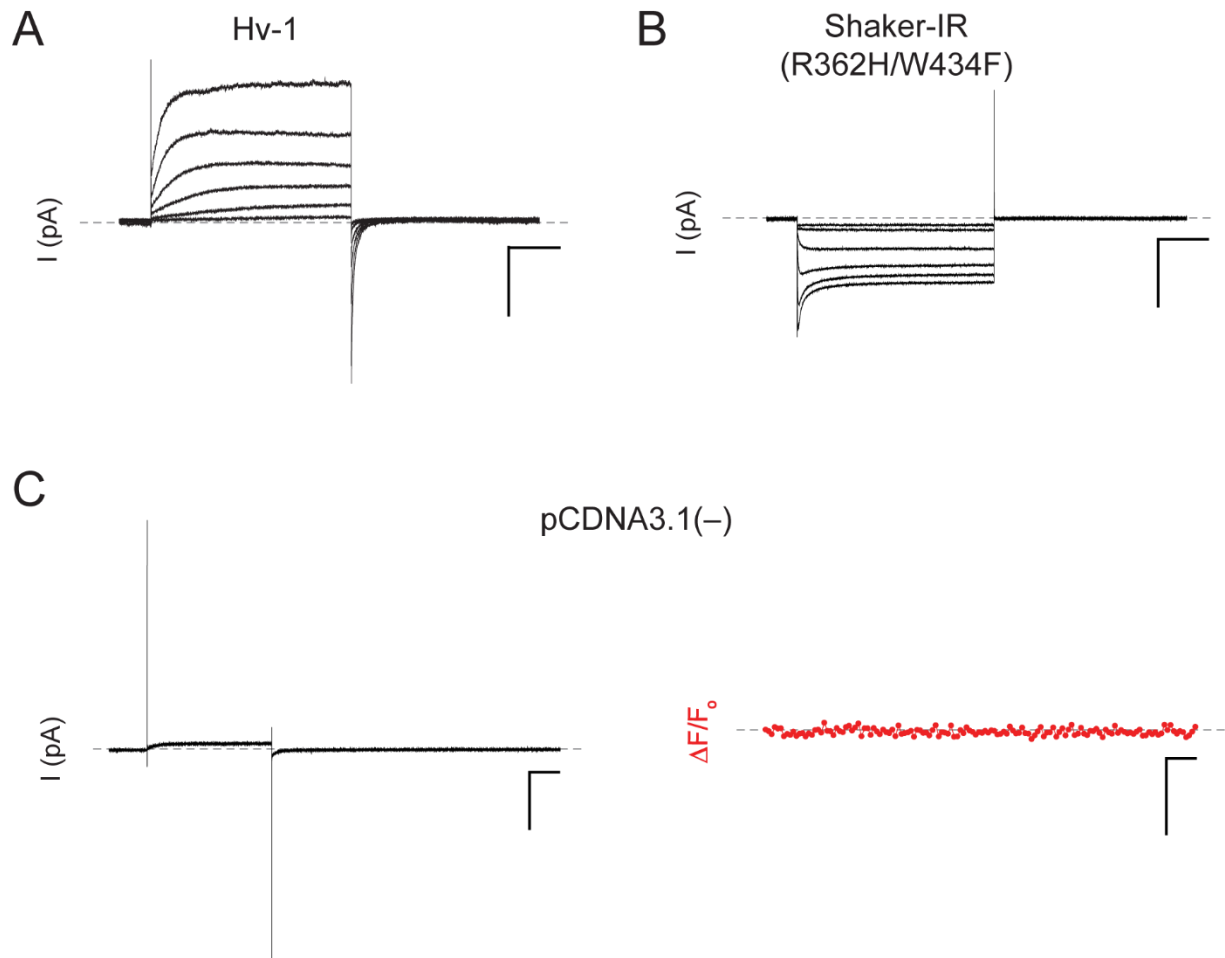 A
Hv-1
I (pA)
B
Shaker-IR
(R362H/W434F)
I (pA)
C
pCDNA3.1(–)
I (pA)
ΔF/Fo